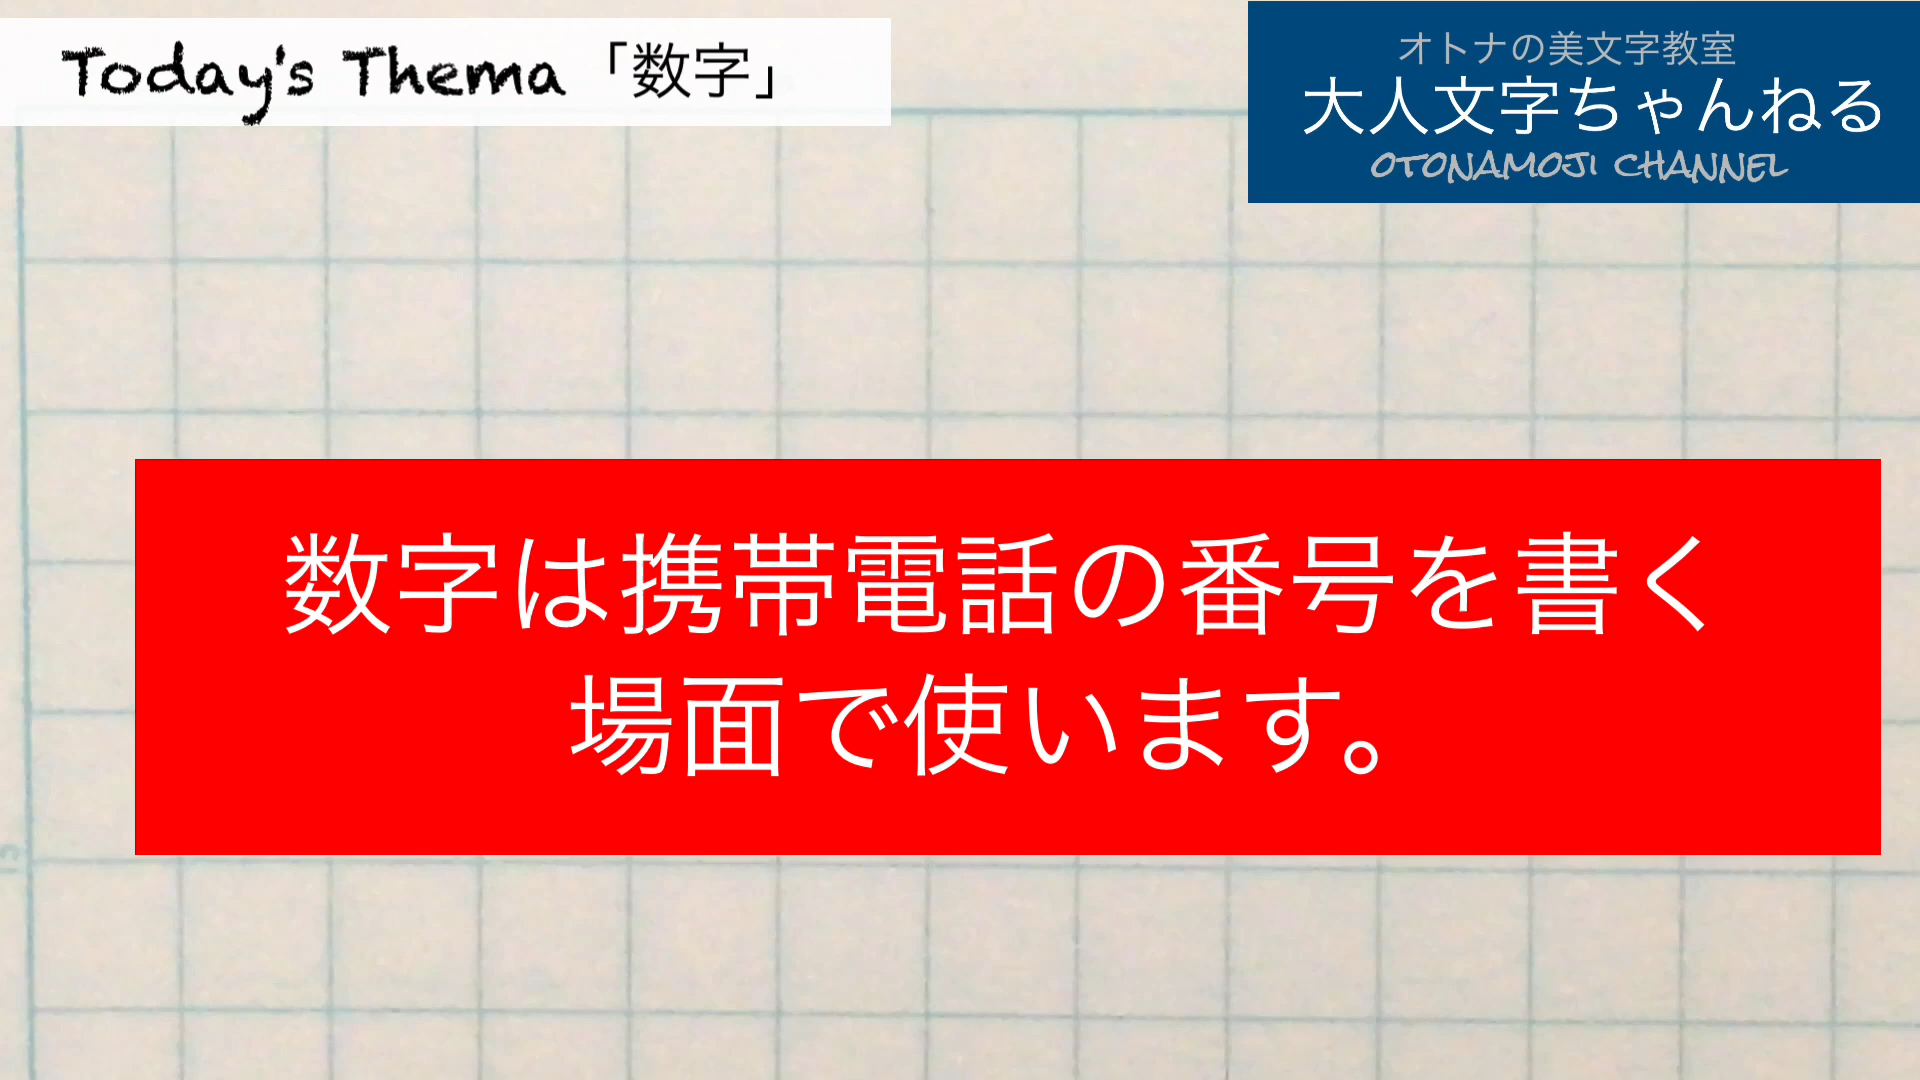 Today's Thema「数字」
オトナの美文字教室
大人文字ちゃんねる
OTONAMOJI CHANNEL
数字は携帯電話の番号を書く
場面で使います。